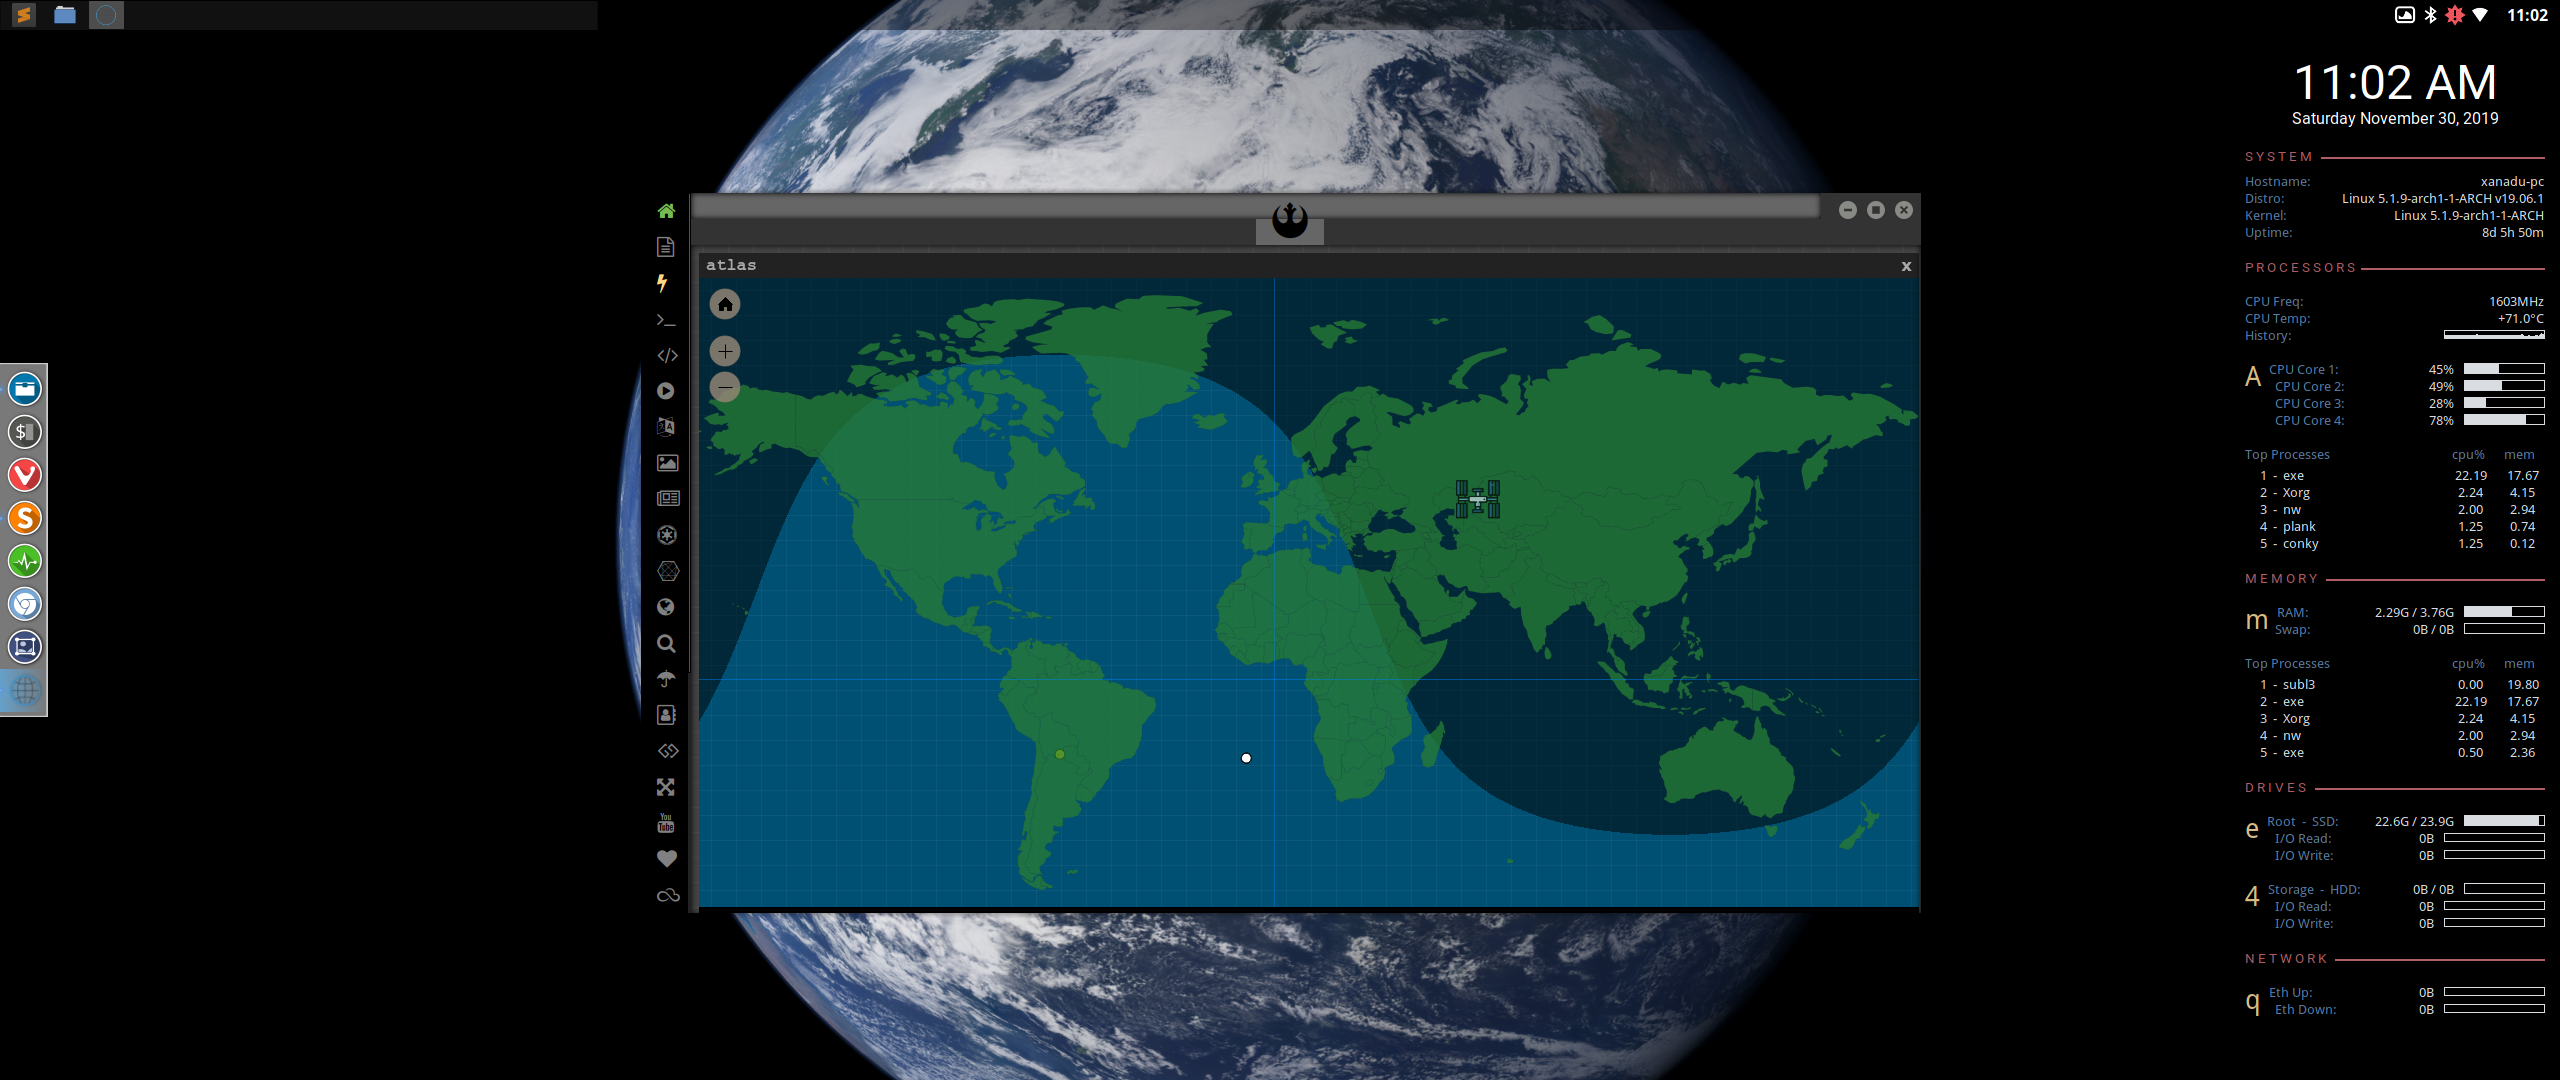 11:02
11:02 AM
Saturday November 30, 2019
SYSTEM
Hostname: xanadu-pc
Distro: Linux 5.1.9-arch1-1-ARCH v19.06.1
Kernel: Linux 5.1.9-arch1-1-ARCH
Uptime: 8d 5h 50m
PROCESSORS
CPU Freq: 1603MHz
CPU Temp: +71.0°C
History:
A CPU Core 1: 45%
CPU Core 2: 49%
CPU Core 3: 28%
CPU Core 4: 78%
Top Processes cpu% mem
1 - exe 22.19 17.67
2 - Xorg 2.24 4.15
3 - nw 2.00 2.94
4 - plank 1.25 0.74
5 - conky 1.25 0.12
MEMORY
m RAM: 2.29G / 3.76G
Swap: 0B / 0B
Top Processes cpu% mem
1 - subl3 0.00 19.80
2 - exe 22.19 17.67
3 - Xorg 2.24 4.15
4 - nw 2.00 2.94
5 - exe 0.50 2.36
DRIVES
e Root - SSD: 22.6G / 23.9G
I/O Read: 0B
I/O Write: 0B
4 Storage - HDD: 0B / 0B
I/O Read: 0B
I/O Write: 0B
NETWORK
q Eth Up: 0B
Eth Down: 0B
atlas x
You
Tube